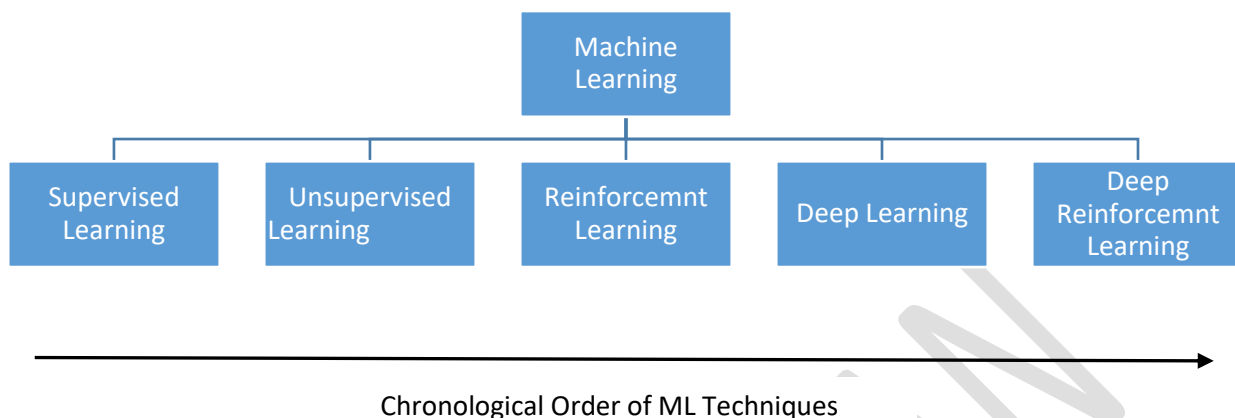 Machine
Learning
Supervised
Learning
Unsupervised
Learning
Reinforcemnt
Learning
Deep Learning
Deep
Reinforcemnt
Learning
Chronological Order of ML Techniques